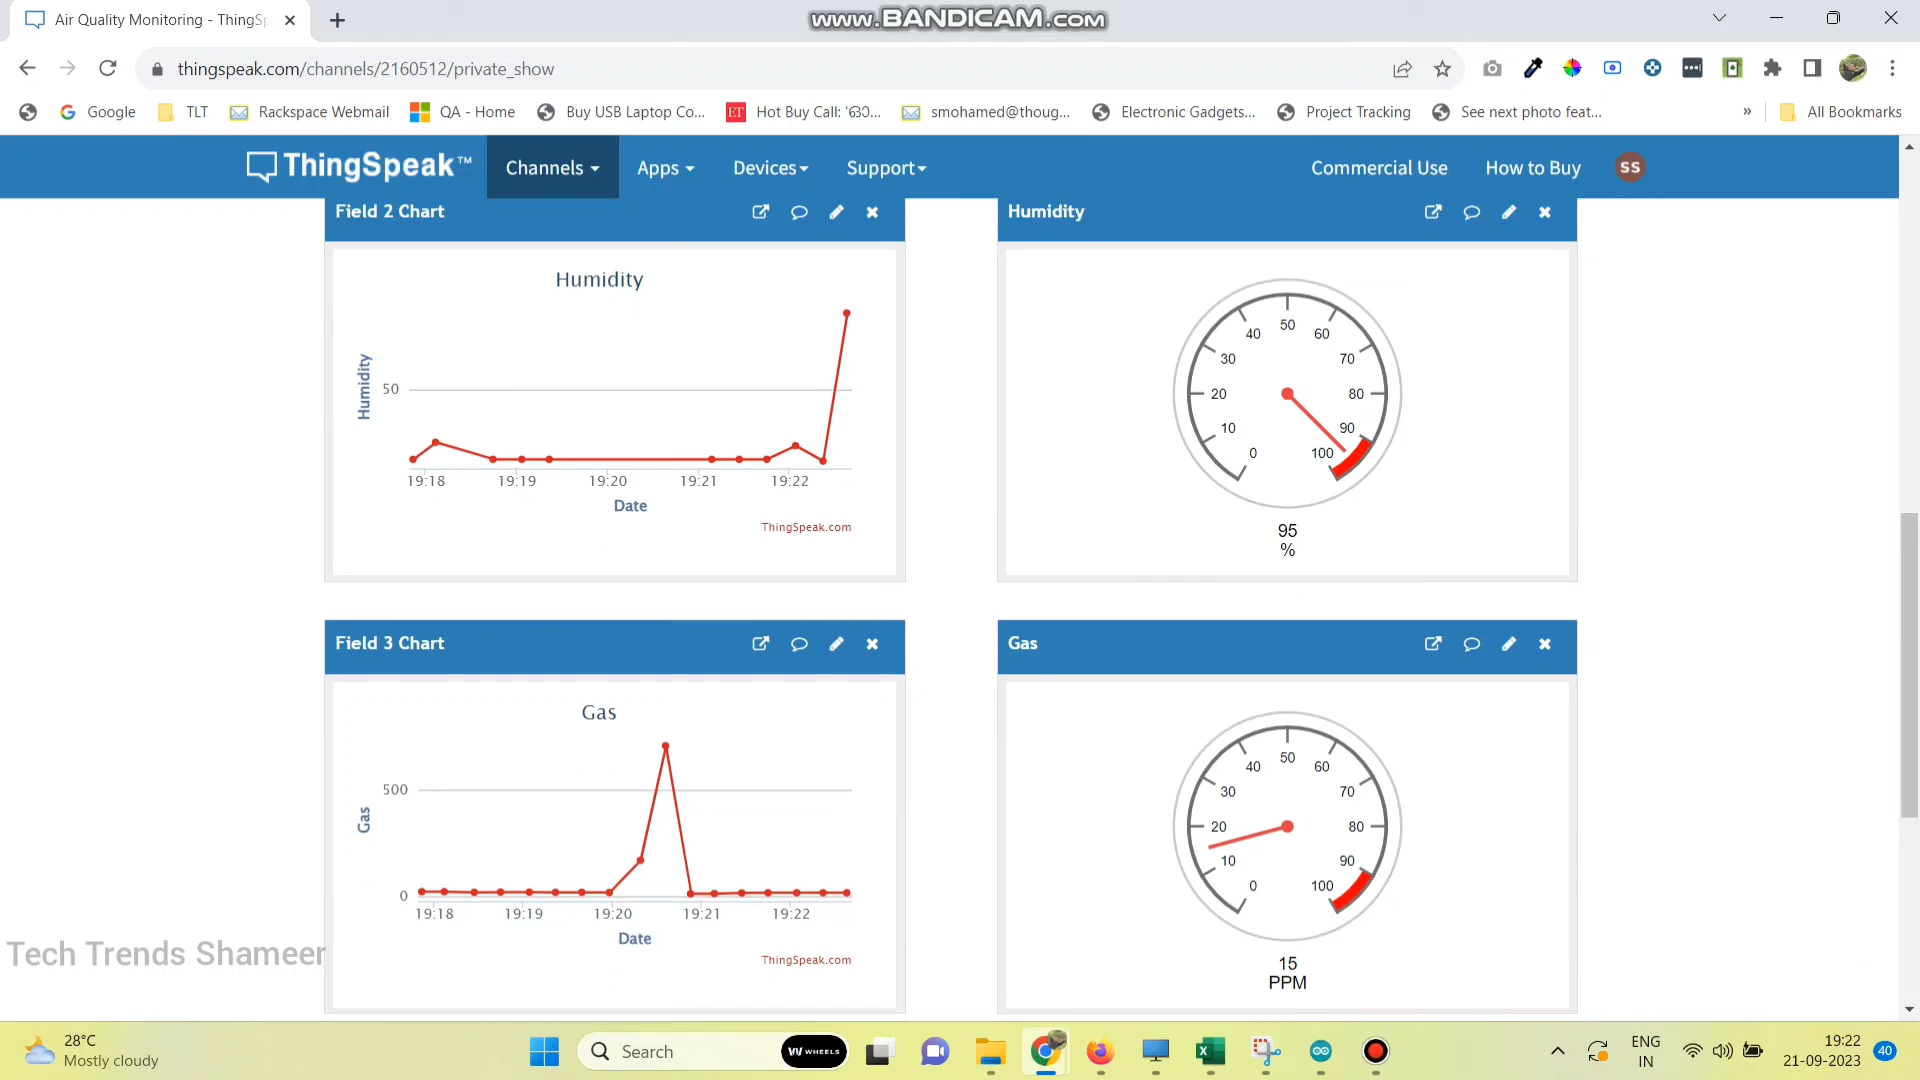 Air Quality Monitoring - ThingSp
www.BANDICAM.com
thingspeak.com/channels/2160512/private_show
Google
TLT
Rackspace Webmail
QA - Home
Buy USB Laptop Co...
ET
Hot Buy Call: '630...
smohamed@thoug...
Electronic Gadgets...
Project Tracking
See next photo feat...
»
All Bookmarks
ThingSpeak™
Channels
Apps
Devices
Support
Commercial Use
How to Buy
SS
Field 2 Chart
Humidity
Humidity
Humidity
50
19:18
19:19
19:20
19:21
19:22
Date
ThingSpeak.com
0
10
20
30
40
50
60
70
80
90
100
95
%
Field 3 Chart
Gas
Gas
Gas
500
0
19:18
19:19
19:20
19:21
19:22
Date
ThingSpeak.com
0
10
20
30
40
50
60
70
80
90
100
15
PPM
Tech Trends Shameer
28°C
Mostly cloudy
Search
WHEELS
ENG
IN
19:22
21-09-2023
40